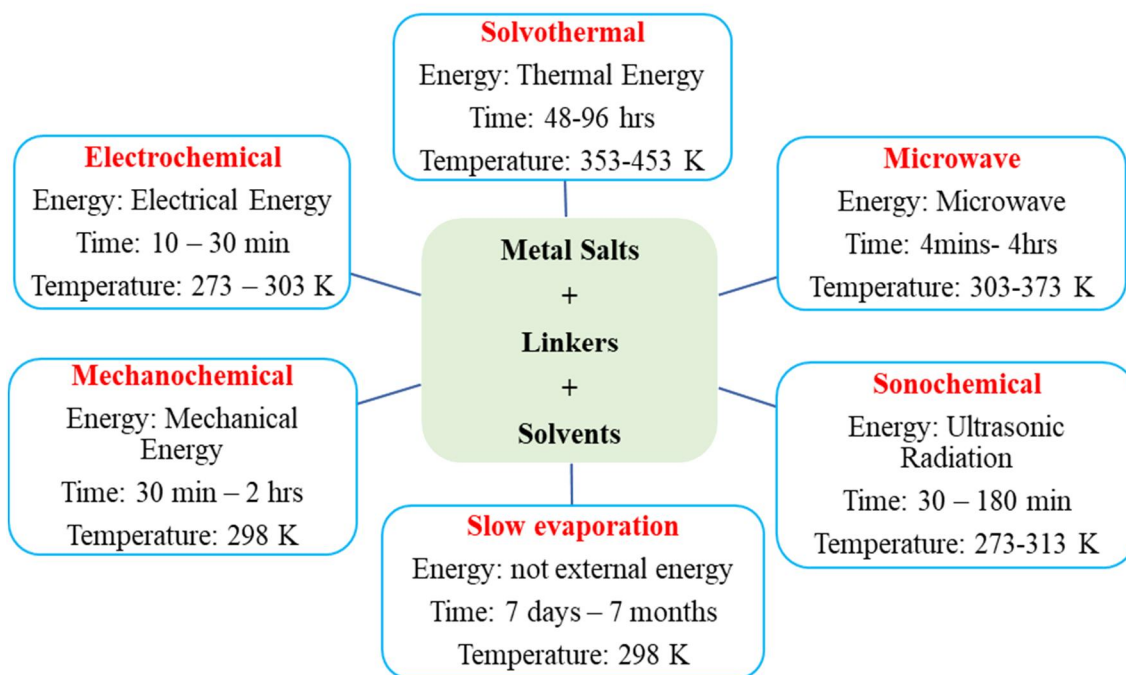 Solvothermal
Energy: Thermal Energy
Time: 48-96 hrs
Temperature: 353-453 K
Electrochemical
Energy: Electrical Energy
Time: 10 – 30 min
Temperature: 273 – 303 K
Microwave
Energy: Microwave
Time: 4mins- 4hrs
Temperature: 303-373 K
Metal Salts
+
Linkers
+
Solvents
Mechanochemical
Energy: Mechanical
Energy
Time: 30 min – 2 hrs
Temperature: 298 K
Sonochemical
Energy: Ultrasonic
Radiation
Time: 30 – 180 min
Temperature: 273-313 K
Slow evaporation
Energy: not external energy
Time: 7 days – 7 months
Temperature: 298 K